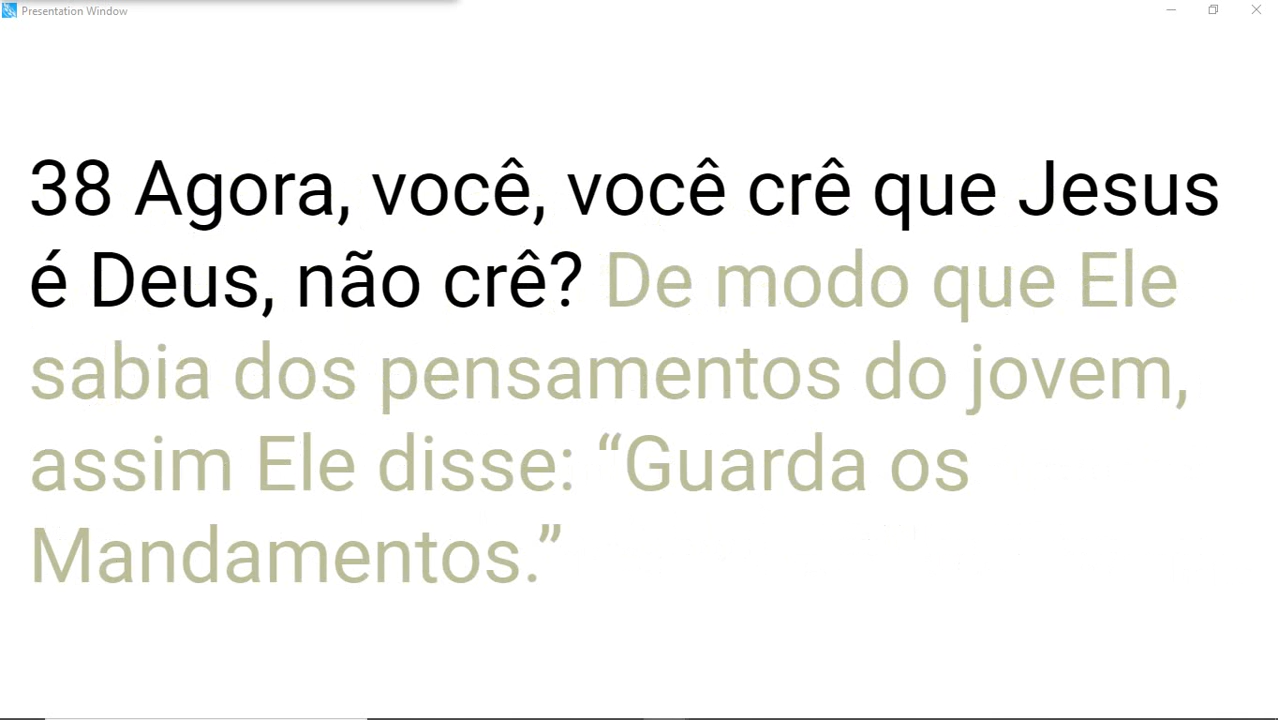 Presentation Window
38 Agora, você, você crê que Jesus
é Deus, não crê? De modo que Ele
sabia dos pensamentos do jovem,
assim Ele disse: “Guarda os
Mandamentos.”